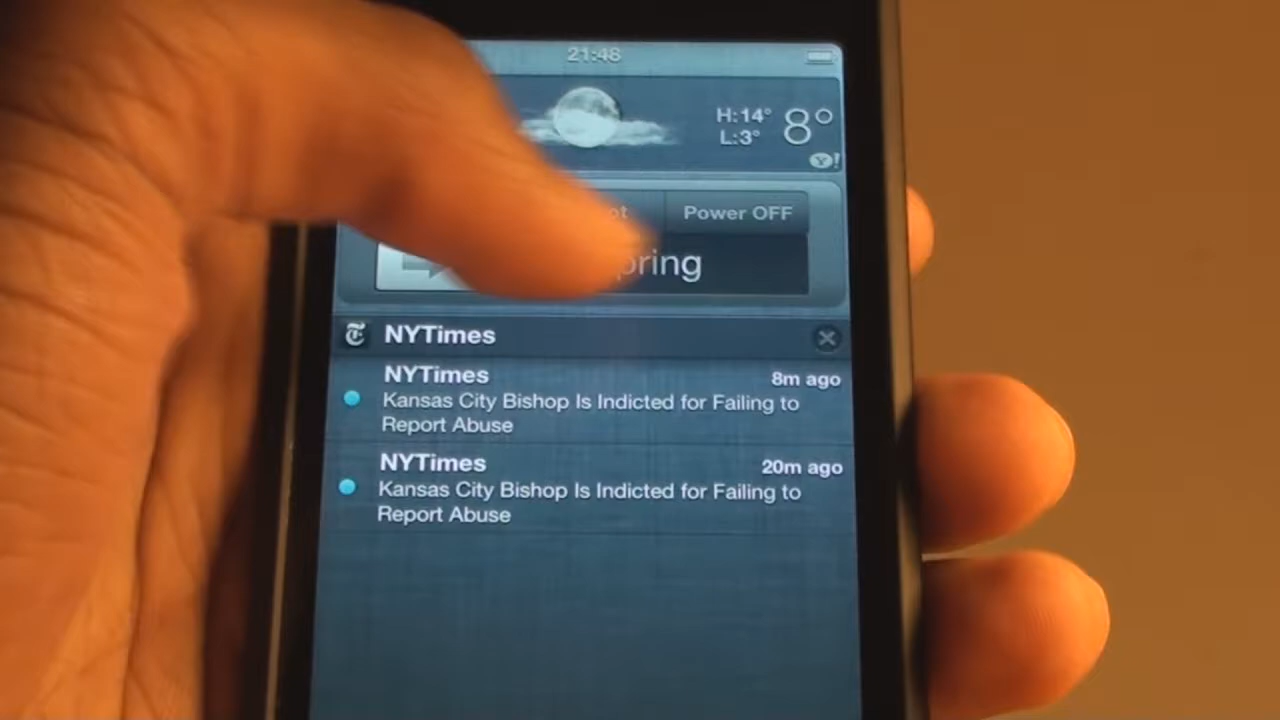 21:48
H:14°
8°
L:3°
Y!
Power OFF
NYTimes
NYTimes
8m ago
Kansas City Bishop Is Indicted for Failing to
Report Abuse
NYTimes
20m ago
Kansas City Bishop Is Indicted for Failing to
Report Abuse